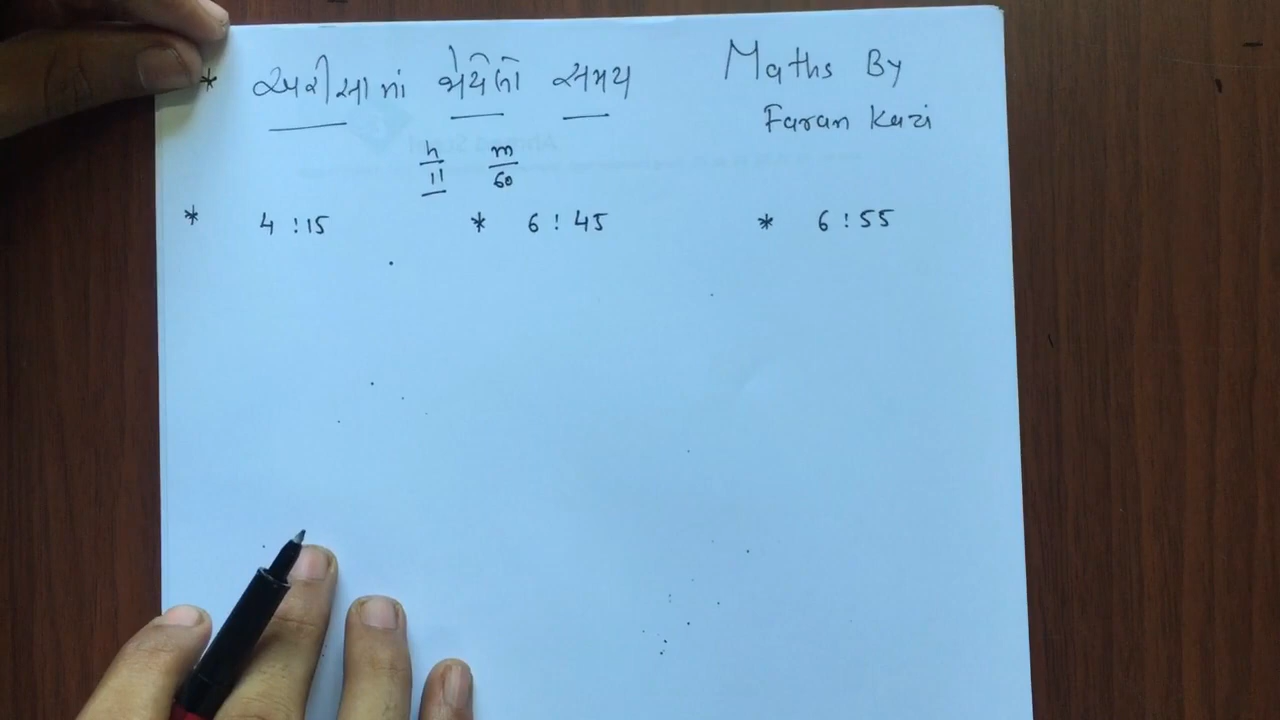 * અરીસાનાં જેયેલો સમય
Maths By
Faran Kazi
h m
11 60
* 4 : 15 * 6 : 45 * 6 : 55